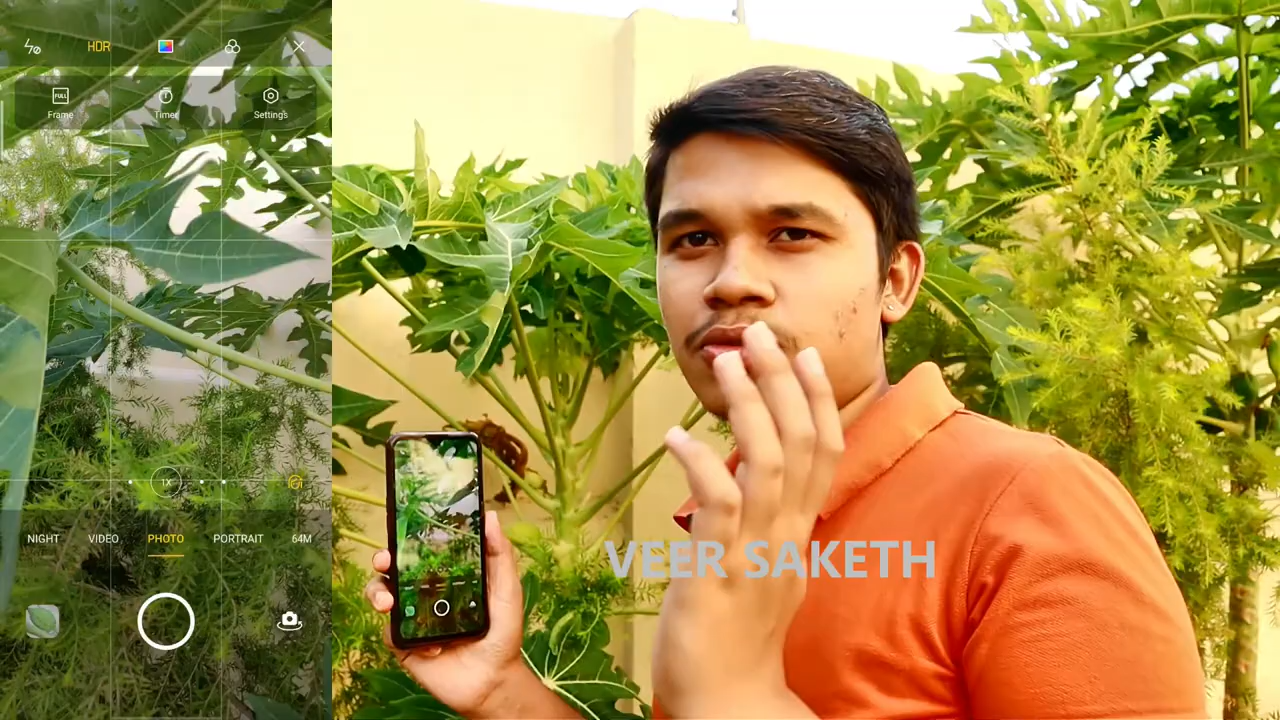 HDR
FULL
Frame
Timer
Settings
1X
NIGHT VIDEO PHOTO PORTRAIT 64M
VEER SAKETH